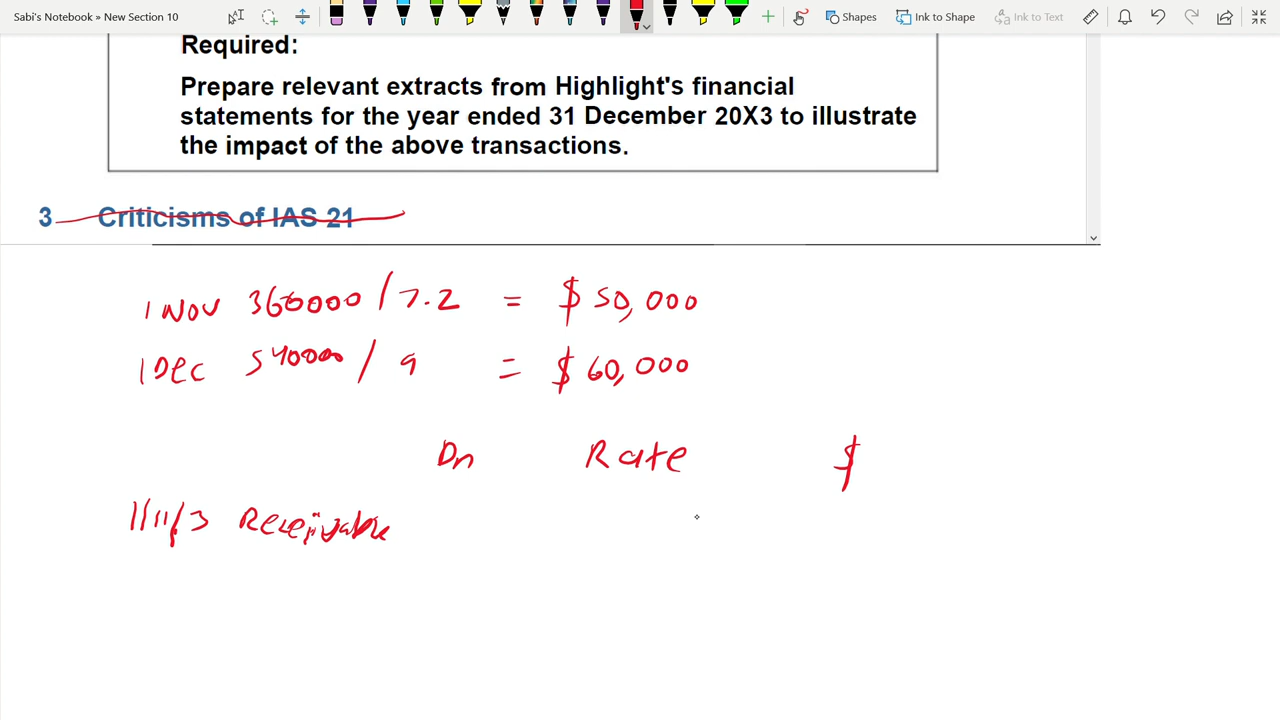 Sabi's Notebook » New Section 10
Shapes
Ink to Shape
Ink to Text
Required:
Prepare relevant extracts from Highlight's financial
statements for the year ended 31 December 20X3 to illustrate
the impact of the above transactions.
3 Criticisms of IAS 21
1 Nov 360000 / 7.2 = $ 50,000
1 Dec 540000 / 9 = $ 60,000
Dn Rate $
1/11/3 Receivable